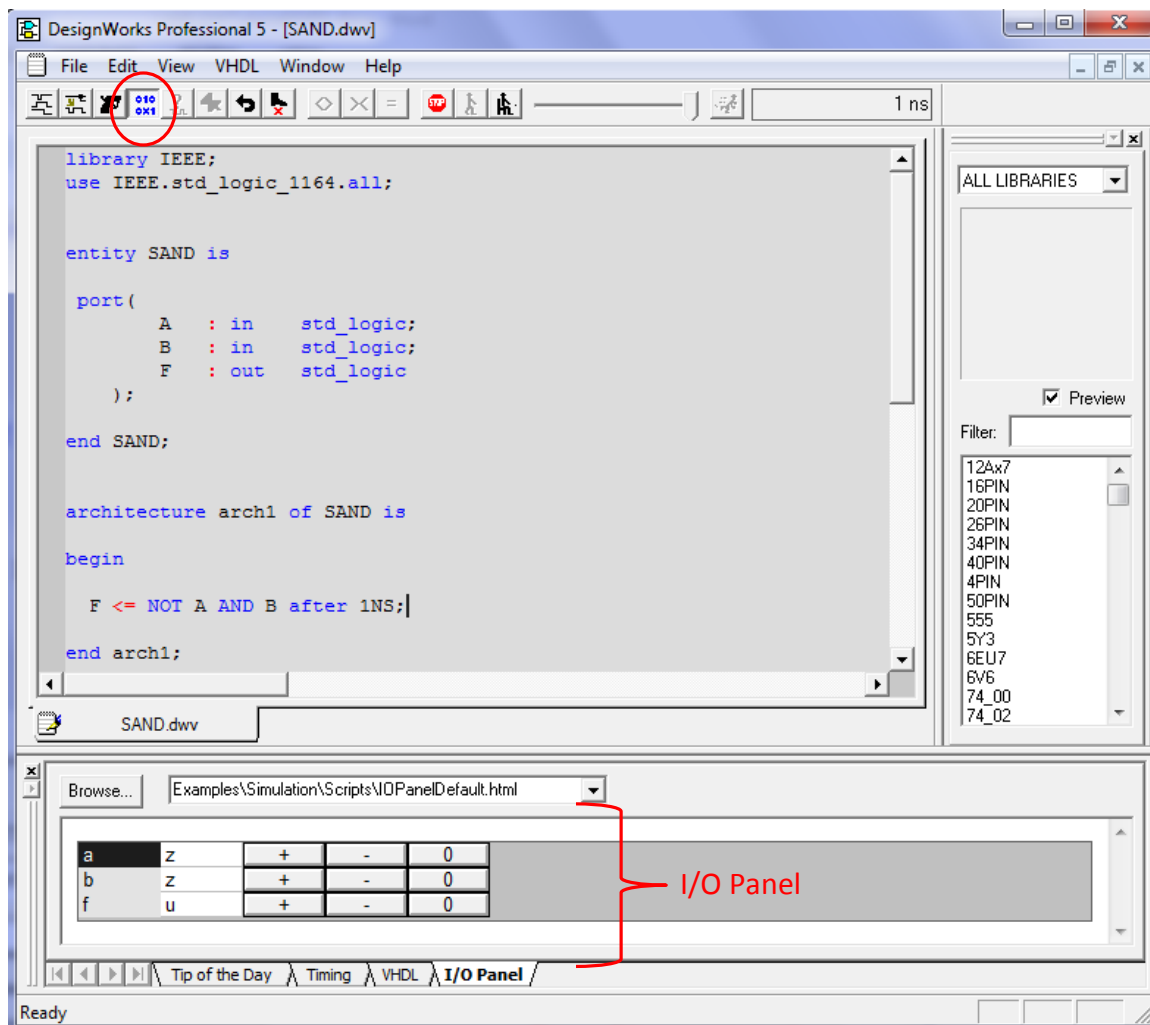 DesignWorks Professional 5 - [SAND.dwv]
File Edit View VHDL Window Help
010
0X1
STOP
1 ns
library IEEE;
use IEEE.std_logic_1164.all;
entity SAND is
port(
A : in std_logic;
B : in std_logic;
F : out std_logic
);
end SAND;
architecture arch1 of SAND is
begin
F <= NOT A AND B after 1NS;
end arch1;
SAND.dwv
ALL LIBRARIES
Preview
Filter:
12Ax7
16PIN
20PIN
26PIN
34PIN
40PIN
4PIN
50PIN
555
5Y3
6EU7
6V6
74_00
74_02
Browse... Examples\Simulation\Scripts\IOPanelDefault.html
a z + - 0
b z + - 0
f u + - 0
I/O Panel
Tip of the Day Timing VHDL I/O Panel
Ready